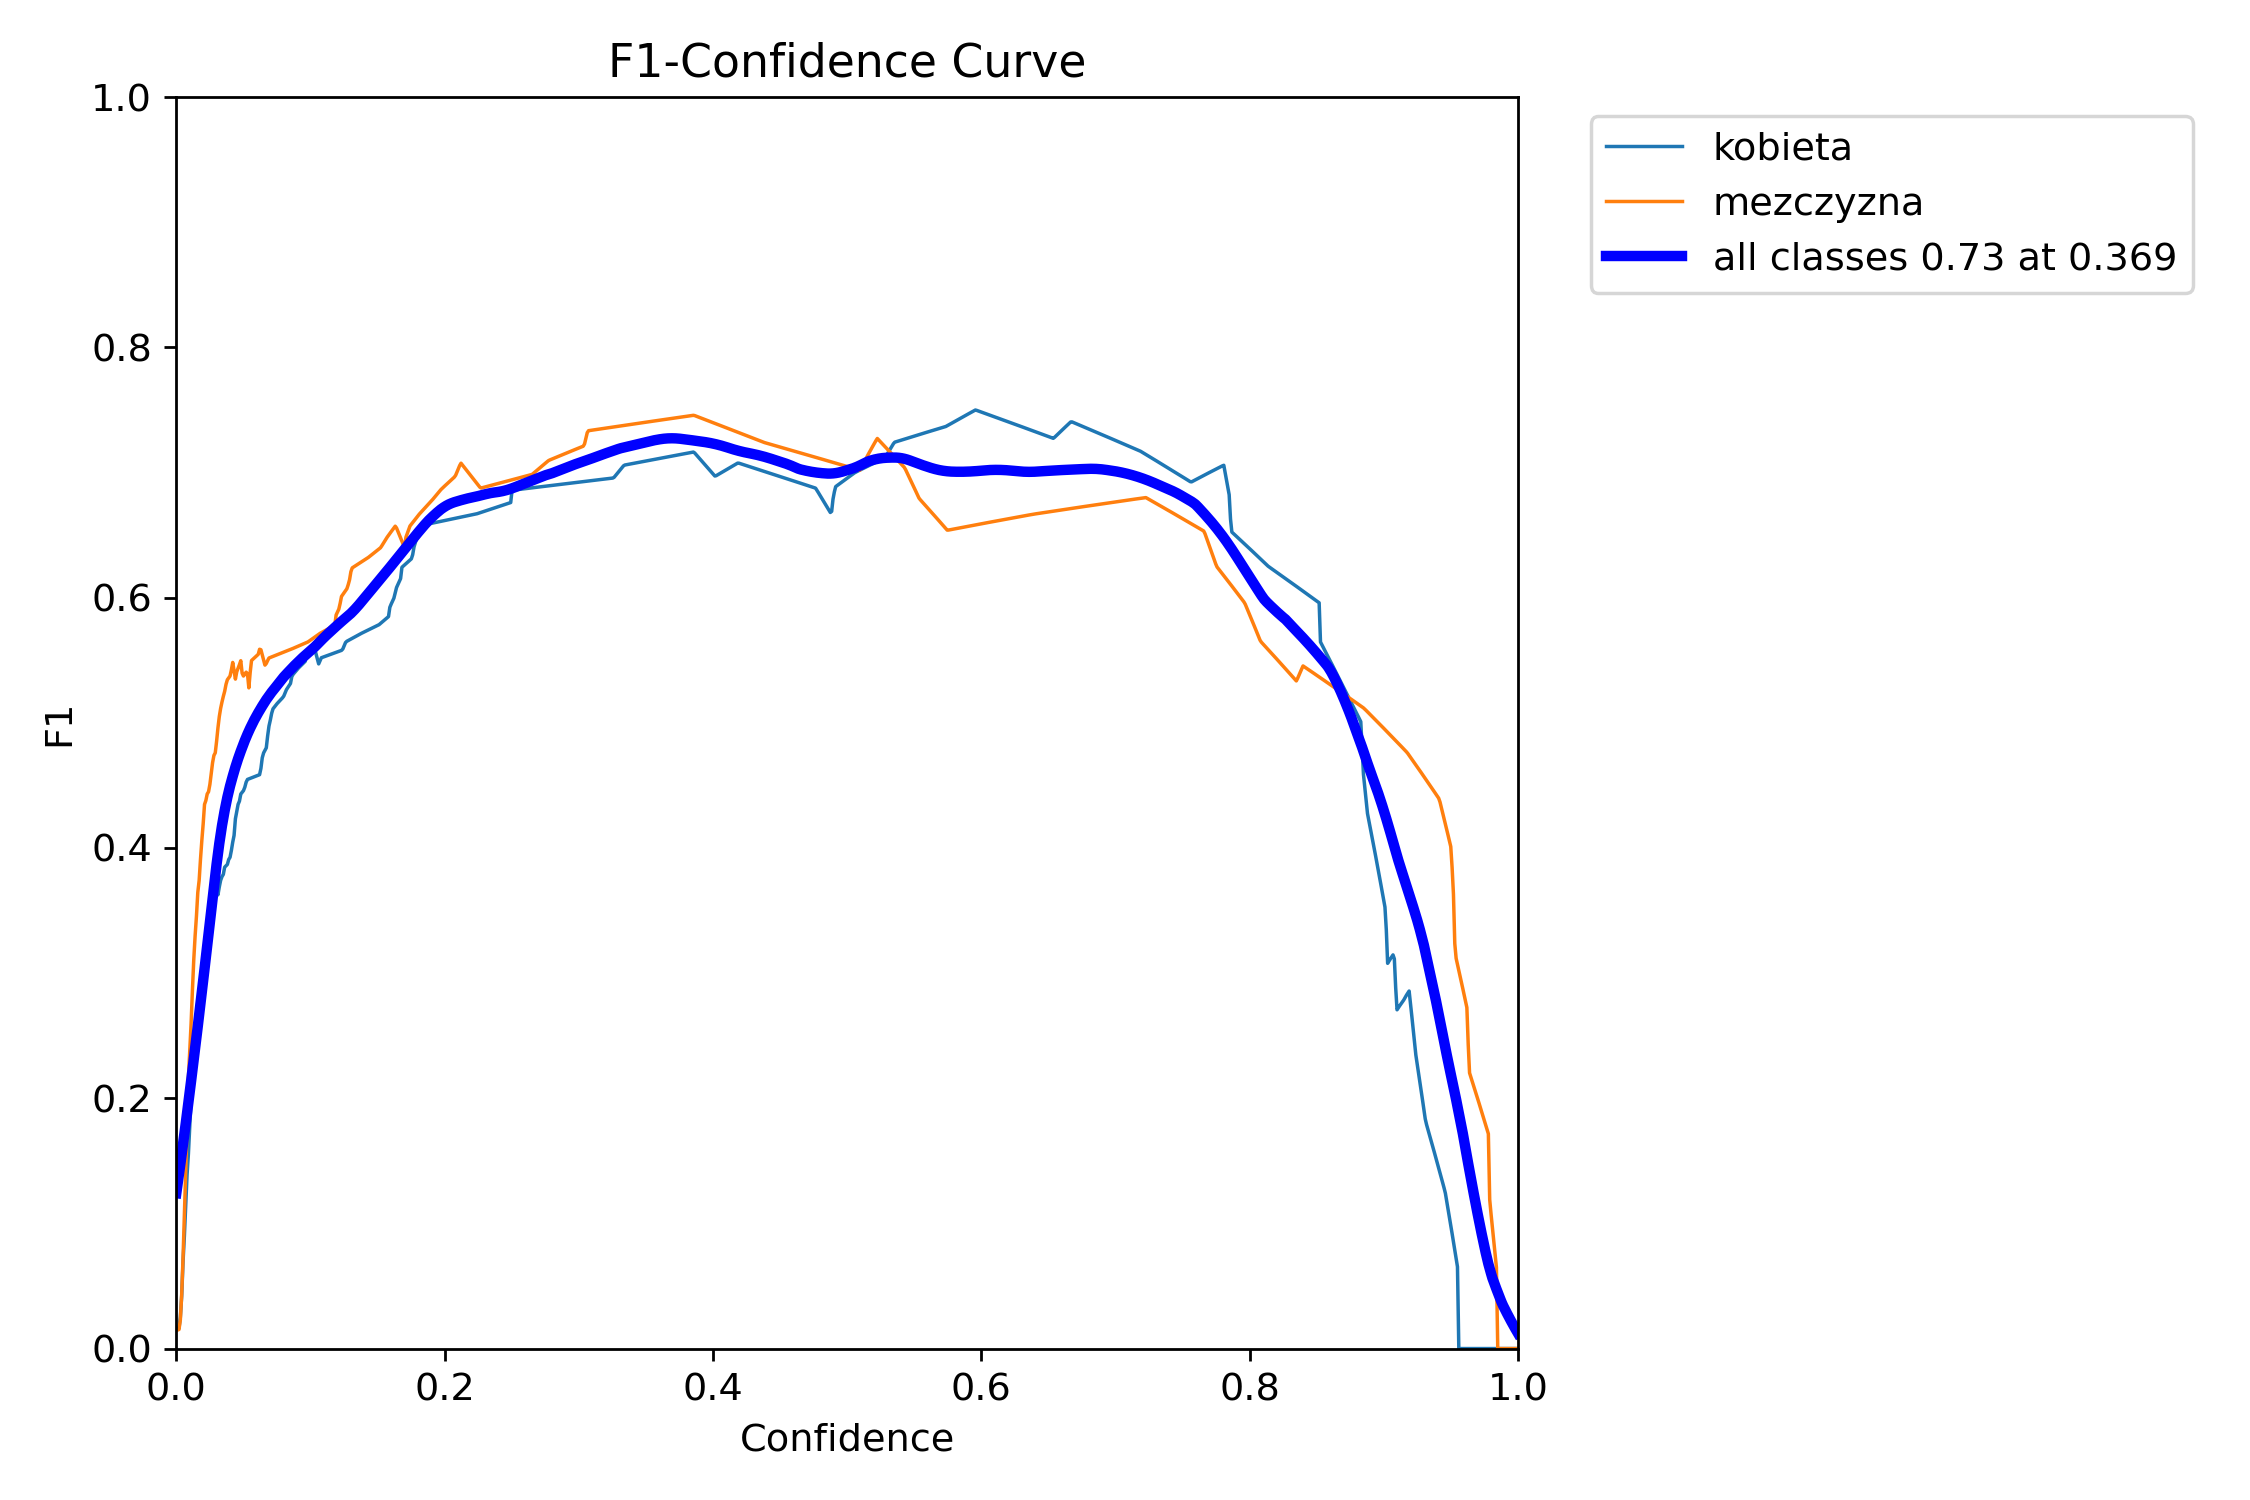 F1-Confidence Curve
1.0
0.8
0.6
0.4
0.2
0.0
F1
0.0 0.2 0.4 0.6 0.8 1.0
Confidence
kobieta
mezczyzna
all classes 0.73 at 0.369